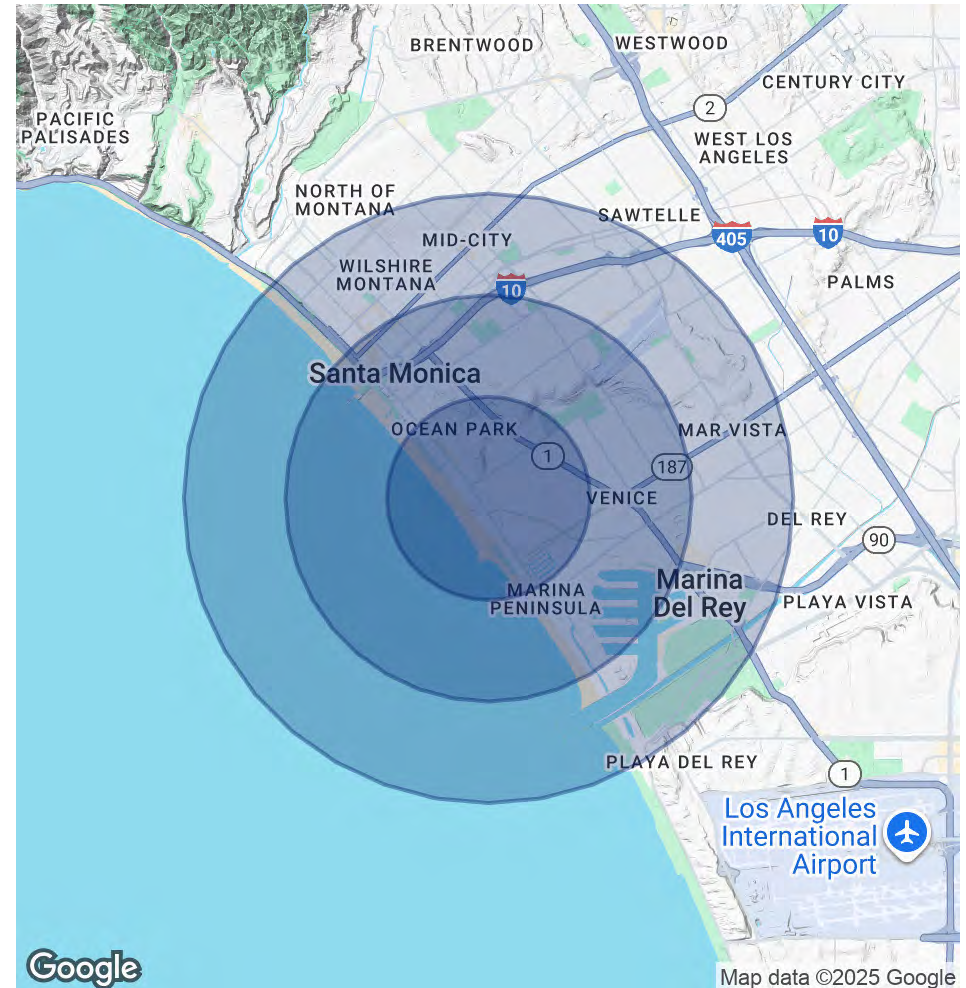 BRENTWOOD
WESTWOOD
CENTURY CITY
2
PACIFIC
PALISADES
WEST LOS
ANGELES
NORTH OF
MONTANA
SAWTELLE
MID-CITY
405
10
WILSHIRE
MONTANA
10
PALMS
Santa Monica
OCEAN PARK
MAR VISTA
1
187
VENICE
DEL REY
90
MARINA
PENINSULA
Marina
Del Rey
PLAYA VISTA
PLAYA DEL REY
1
Los Angeles
International
Airport
Google
Map data ©2025 Google